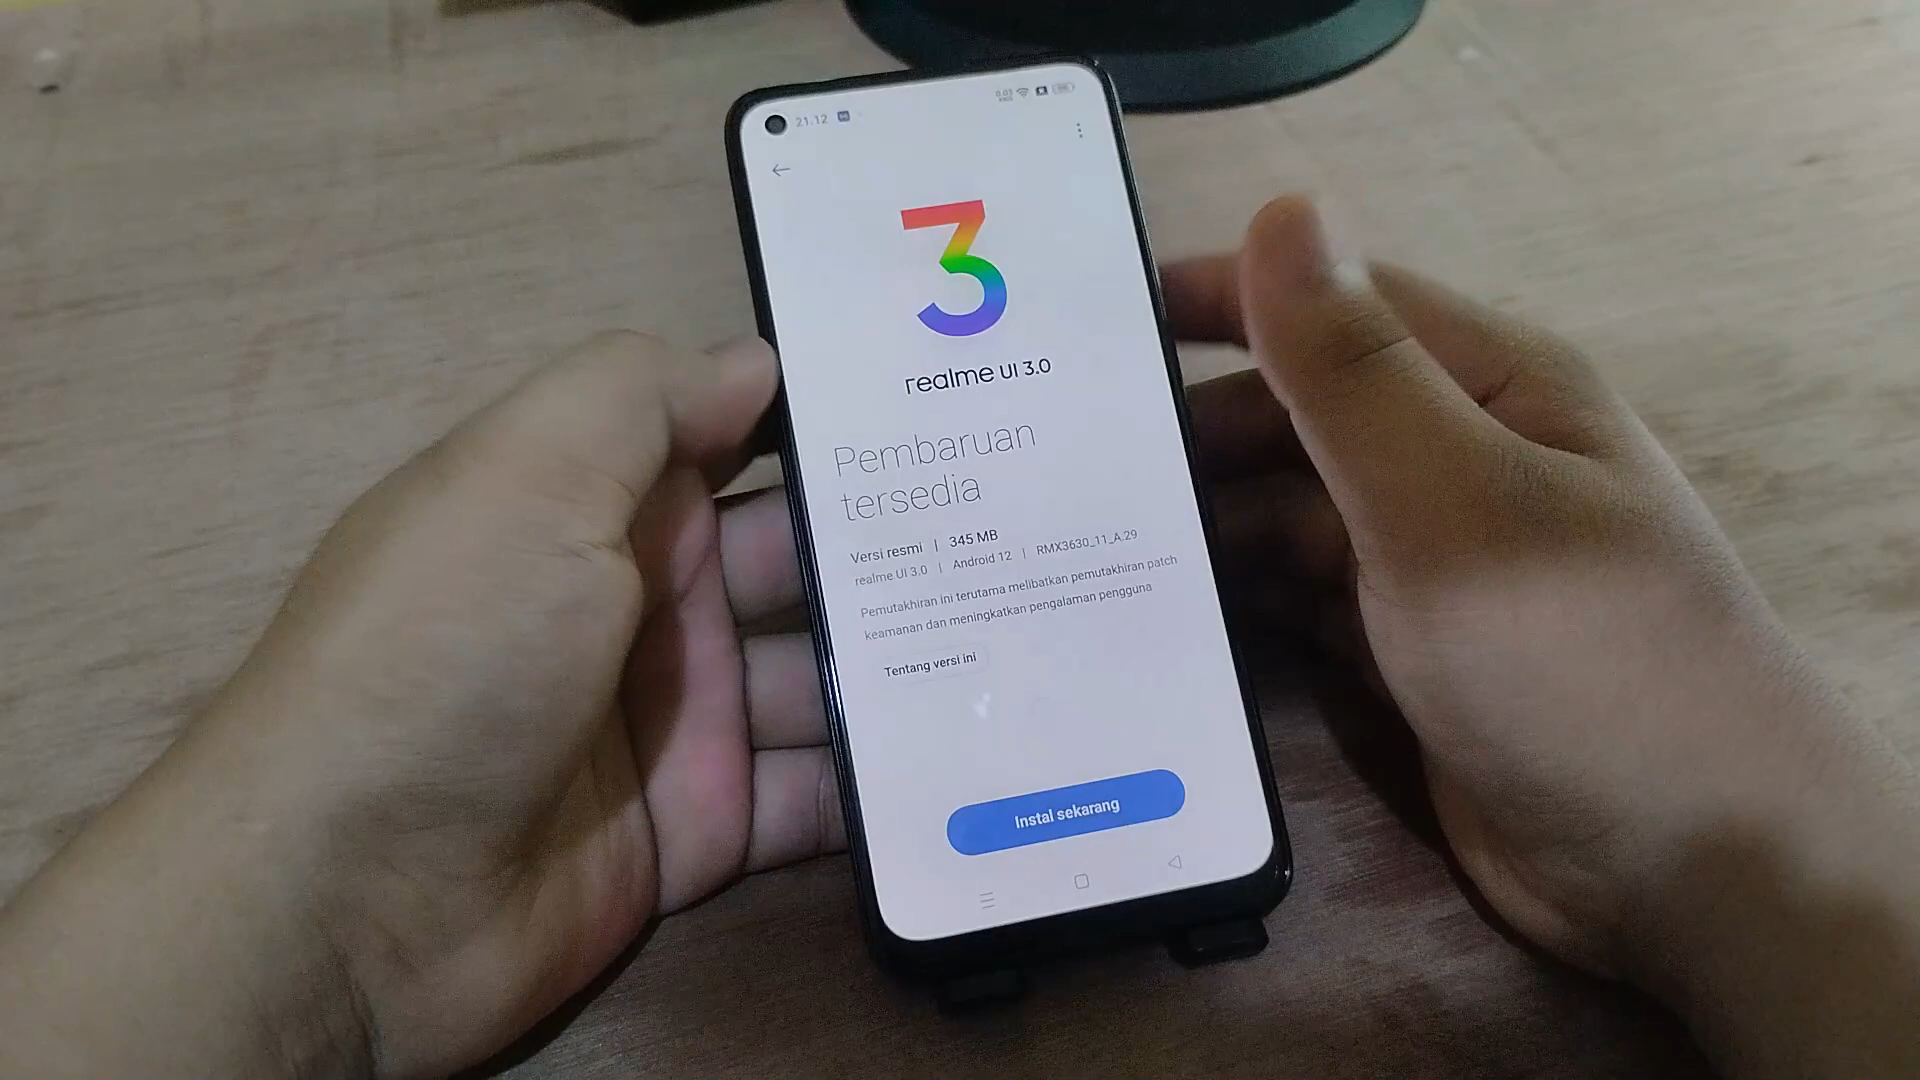 21.12
3
realme UI 3.0
Pembaruan
tersedia
Versi resmi | 345 MB
realme UI 3.0 | Android 12 | RMX3630_11_A.29
Pemutakhiran ini terutama melibatkan pemutakhiran patch
keamanan dan meningkatkan pengalaman pengguna
Tentang versi ini
Instal sekarang